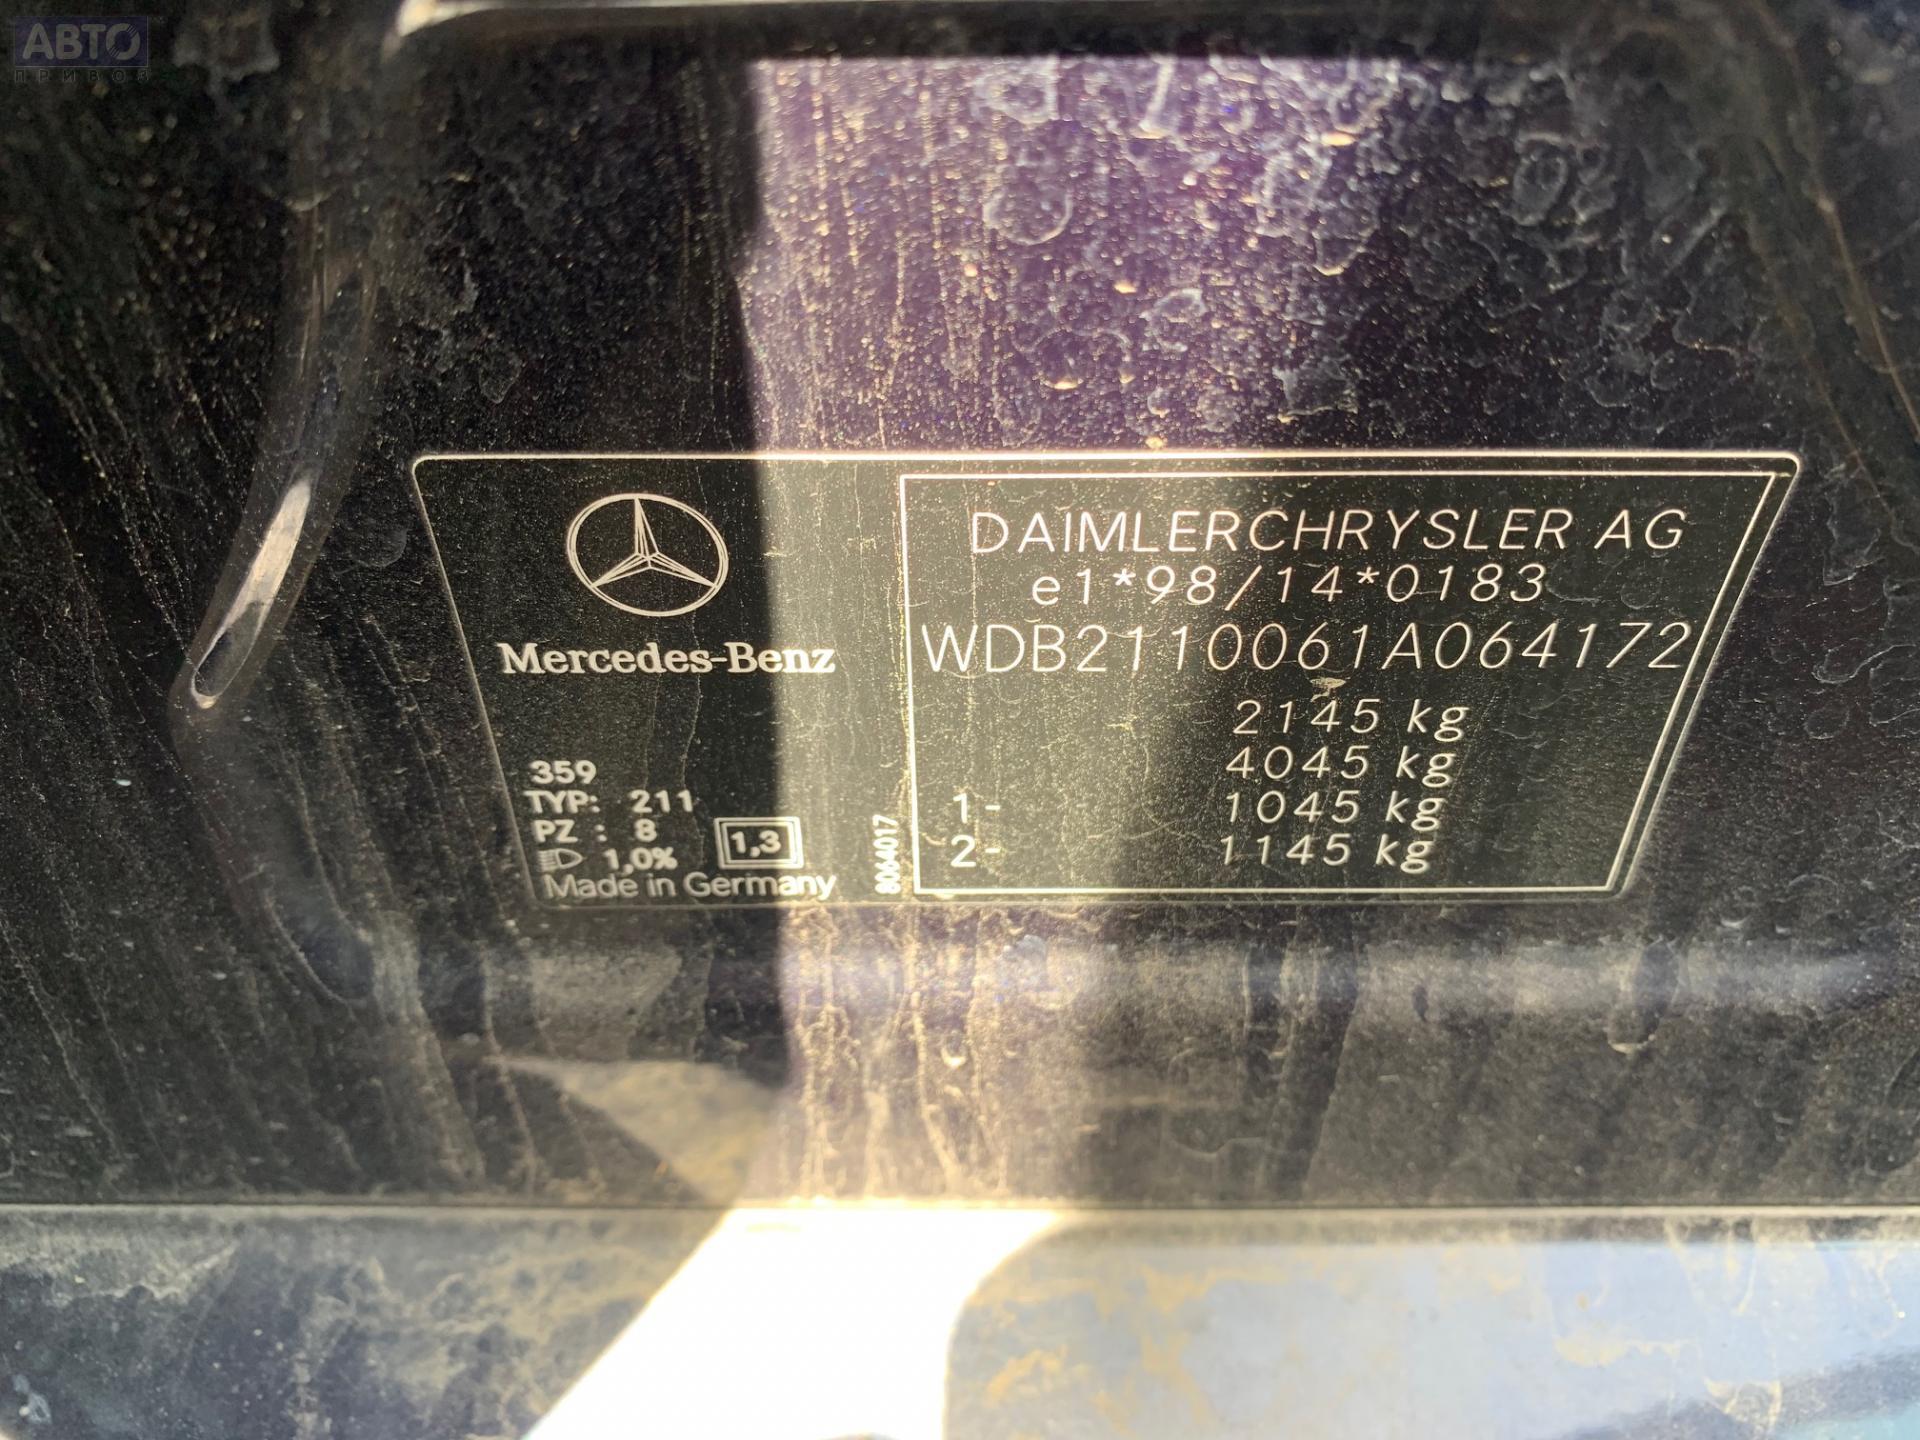 АВТО
ПРИВОЗ
Mercedes-Benz
359
TYP: 211
PZ : 8
1,0%
1,3
Made in Germany
8064017
DAIMLERCHRYSLER AG
e1*98/14*0183
WDB2110061A064172
2145 kg
4045 kg
1- 1045 kg
2- 1145 kg